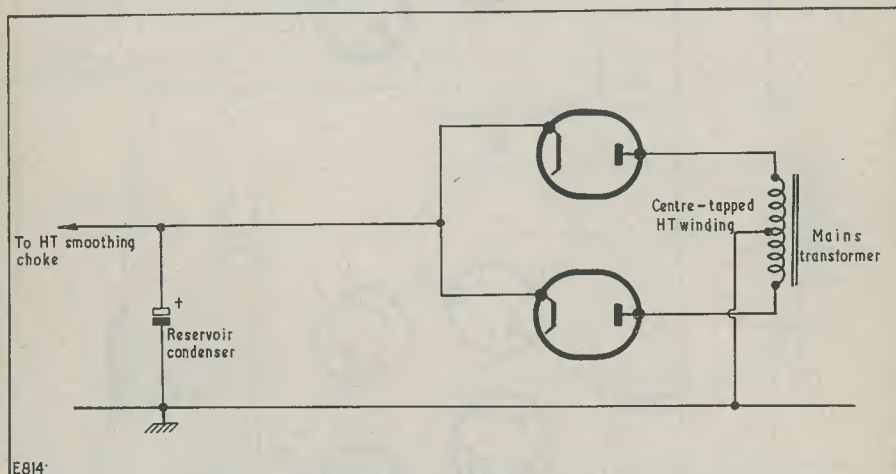 Centre-tapped
HT winding
Mains
transformer
To HT smoothing
choke
+
Reservoir
condenser
E814